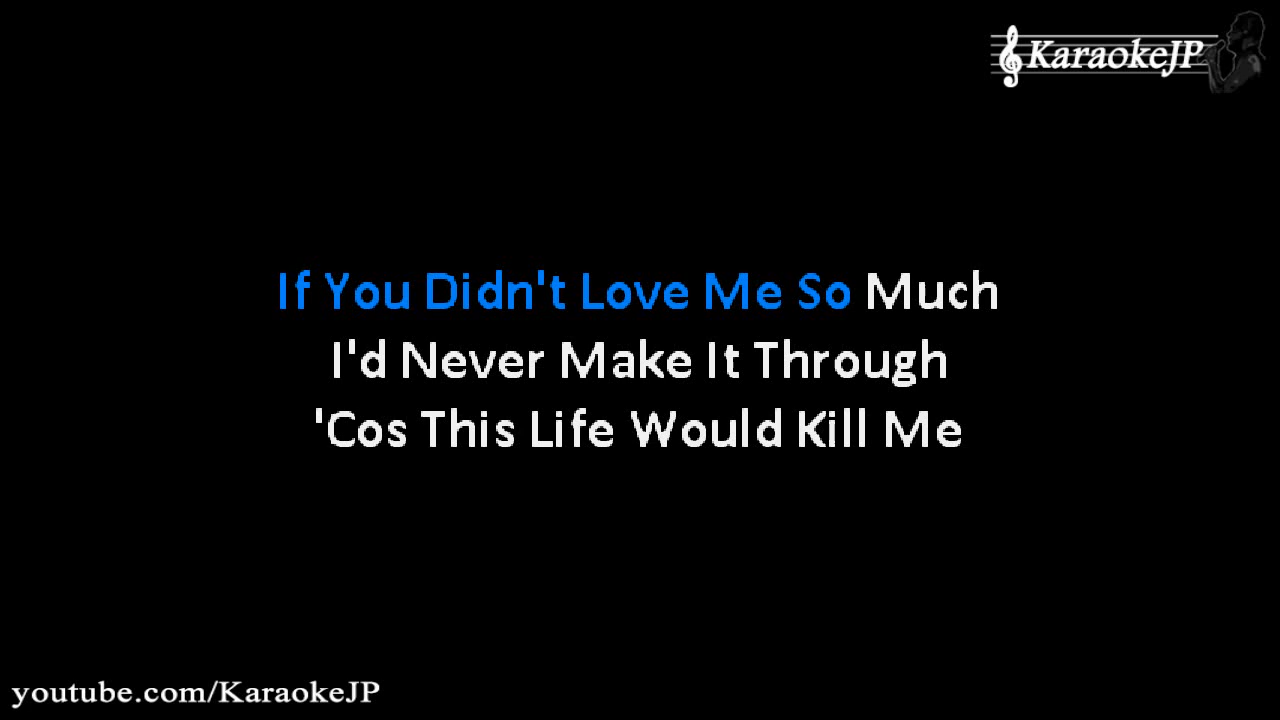 KaraokeJP
If You Didn't Love Me So Much
I'd Never Make It Through
'Cos This Life Would Kill Me
youtube.com/KaraokeJP